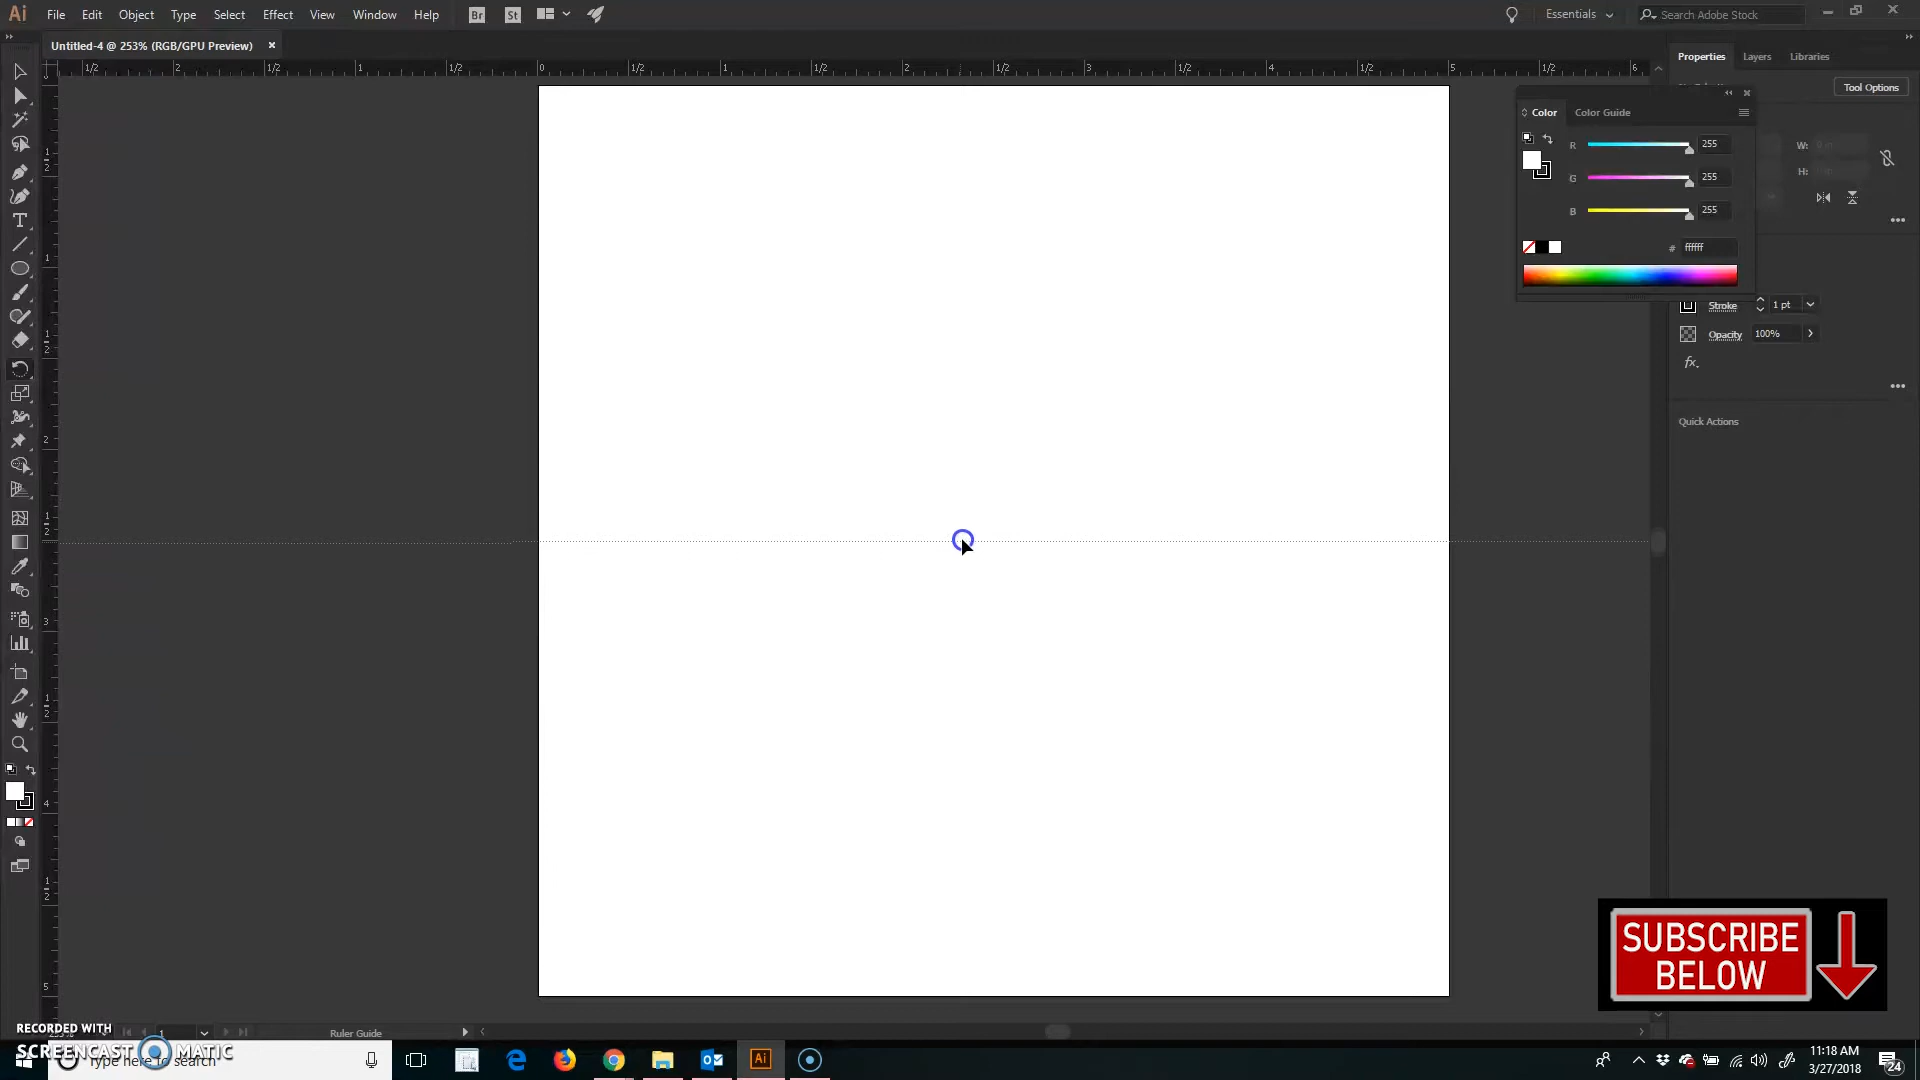 Ai File Edit Object Type Select Effect View Window Help Br St Essentials Search Adobe Stock
Untitled-4 @ 253% (RGB/GPU Preview) ×
1/2 2 1/2 1 1/2 0 1/2 1 1/2 2 1/2 3 1/2 4 1/2 5 1/2 6
Properties Layers Libraries
Tool Options
Color Color Guide
R 255
W:
H:
G 255
B 255
# ffffff
Stroke 1 pt
Opacity 100%
fx
Quick Actions
1/2
1
1/2
2
1/2
3
1/2
4
1/2
5
SUBSCRIBE
BELOW
1 Ruler Guide
RECORDED WITH
SCREENCAST MATIC
Type here to search
Ai
11:18 AM
3/27/2018
24